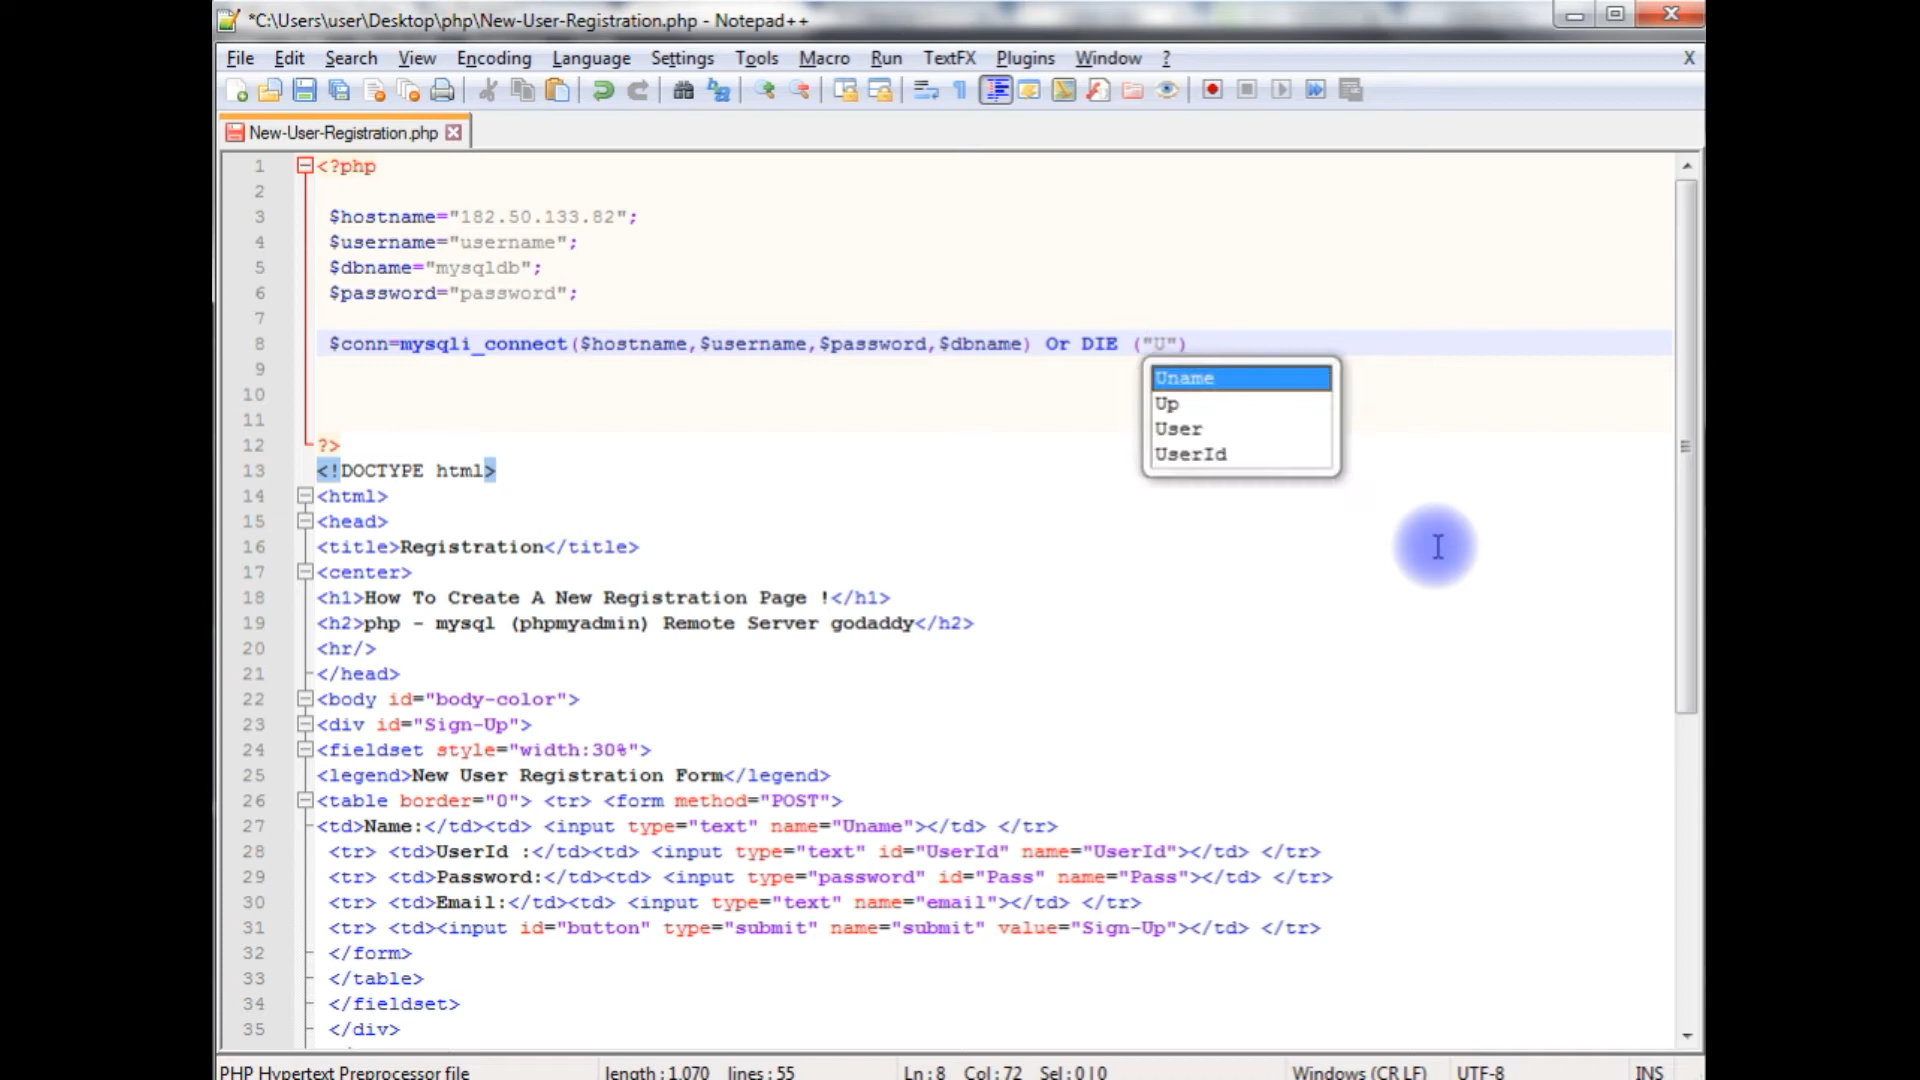 *C:\Users\user\Desktop\php\New-User-Registration.php - Notepad++
File Edit Search View Encoding Language Settings Tools Macro Run TextFX Plugins Window ? X
New-User-Registration.php
1 <?php
2
3 $hostname="182.50.133.82";
4 $username="username";
5 $dbname="mysqldb";
6 $password="password";
7
8 $conn=mysqli_connect($hostname,$username,$password,$dbname) Or DIE ("U")
9
Uname
10
Up
11
User
12 ?>
UserId
13 <!DOCTYPE html>
14 <html>
15 <head>
16 <title>Registration</title>
17 <center>
18 <h1>How To Create A New Registration Page !</h1>
19 <h2>php - mysql (phpmyadmin) Remote Server godaddy</h2>
20 <hr/>
21 </head>
22 <body id="body-color">
23 <div id="Sign-Up">
24 <fieldset style="width:30%">
25 <legend>New User Registration Form</legend>
26 <table border="0"> <tr> <form method="POST">
27 <td>Name:</td><td> <input type="text" name="Uname"></td> </tr>
28 <tr> <td>UserId :</td><td> <input type="text" id="UserId" name="UserId"></td> </tr>
29 <tr> <td>Password:</td><td> <input type="password" id="Pass" name="Pass"></td> </tr>
30 <tr> <td>Email:</td><td> <input type="text" name="email"></td> </tr>
31 <tr> <td><input id="button" type="submit" name="submit" value="Sign-Up"></td> </tr>
32 </form>
33 </table>
34 </fieldset>
35 </div>
PHP Hypertext Preprocessor file length : 1,070 lines : 55 Ln : 8 Col : 72 Sel : 0 | 0 Windows (CR LF) UTF-8 INS